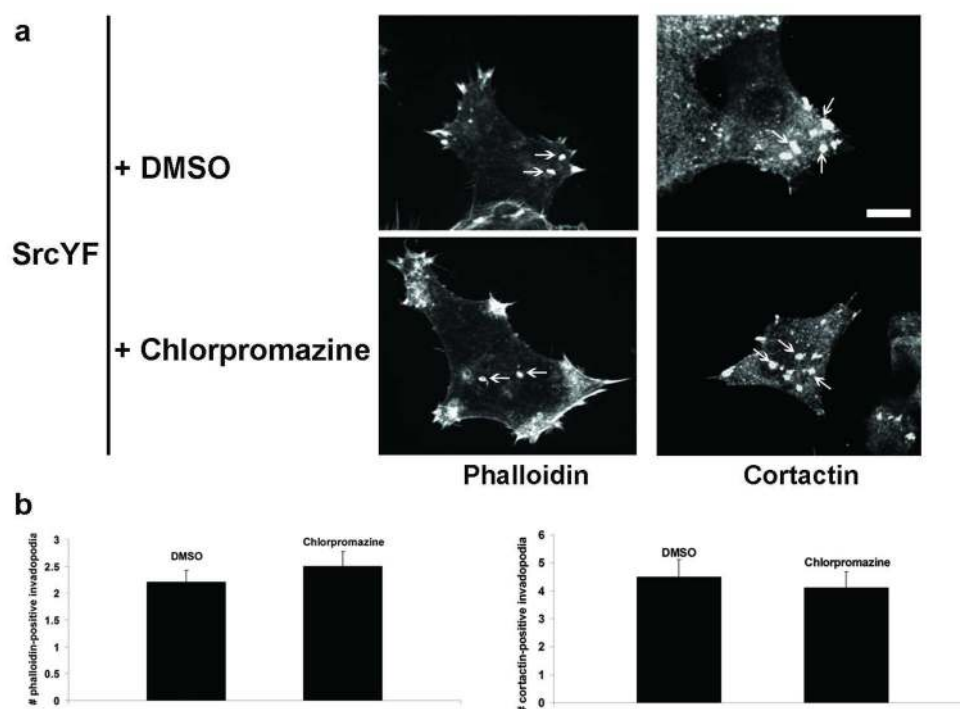 a
+ DMSO
SrcYF
+ Chlorpromazine
Phalloidin
Cortactin
b
# phalloidin-positive invadopodia
3
2.5
2
1.5
1
0.5
0
DMSO
Chlorpromazine
# cortactin-positive invadopodia
6
5
4
3
2
1
0
DMSO
Chlorpromazine